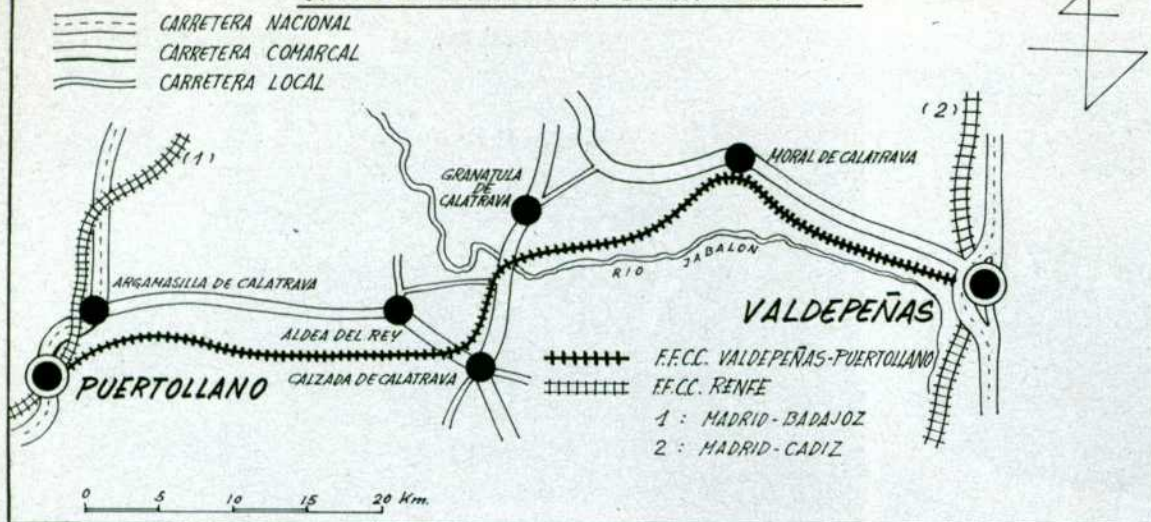 CARRETERA NACIONAL
CARRETERA COMARCAL
CARRETERA LOCAL
(1)
(2)
GRANATULA
DE
CALATRAVA
MORAL DE CALATRAVA
RIO JABALON
ARGAMASILLA DE CALATRAVA
VALDEPEÑAS
ALDEA DEL REY
PUERTOLLANO
CALZADA DE CALATRAVA
F.F.C.C. VALDEPEÑAS-PUERTOLLANO
F.F.C.C. RENFE
1 : MADRID-BADAJOZ
2 : MADRID-CADIZ
0 5 10 15 20 Km.